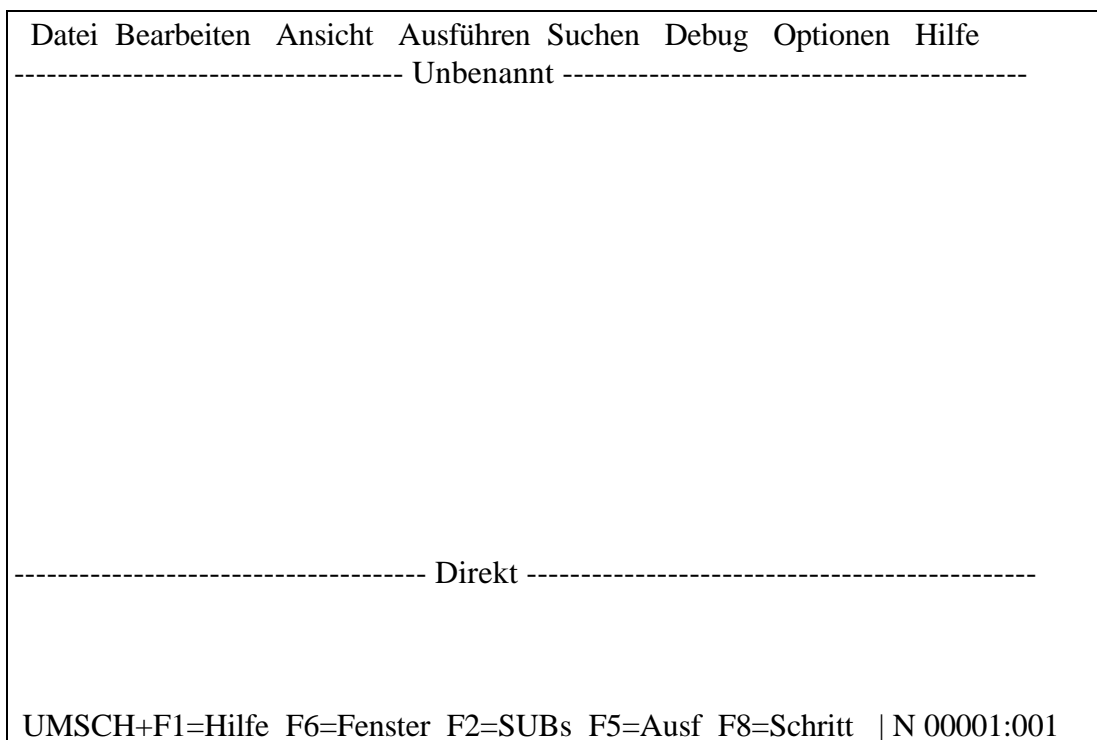 Datei Bearbeiten Ansicht Ausführen Suchen Debug Optionen Hilfe
------------------------------------ Unbenannt -------------------------------------------
-------------------------------------- Direkt -----------------------------------------------
UMSCH+F1=Hilfe F6=Fenster F2=SUBs F5=Ausf F8=Schritt | N 00001:001